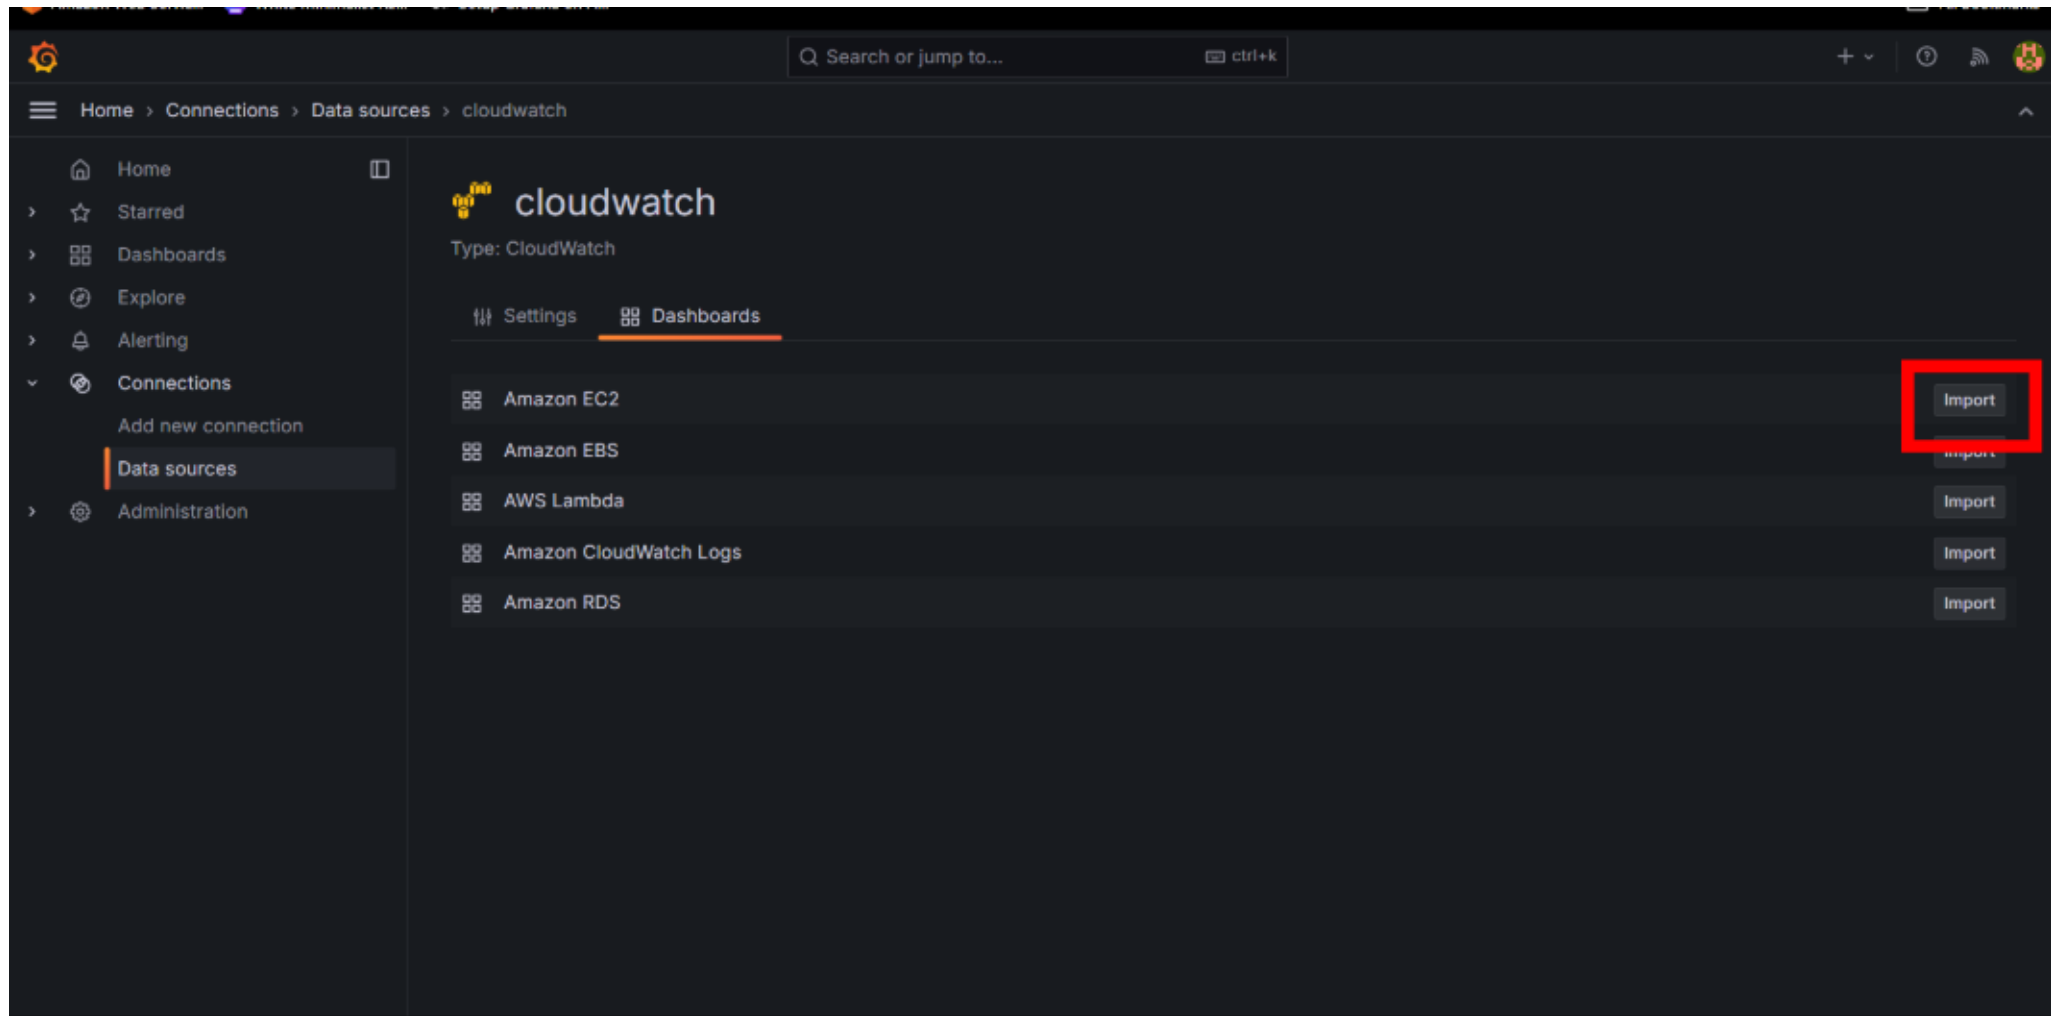 Search or jump to... ctrl+k
Home > Connections > Data sources > cloudwatch
Home
Starred
Dashboards
Explore
Alerting
Connections
Add new connection
Data sources
Administration
cloudwatch
Type: CloudWatch
Settings Dashboards
Amazon EC2 Import
Amazon EBS Import
AWS Lambda Import
Amazon CloudWatch Logs Import
Amazon RDS Import